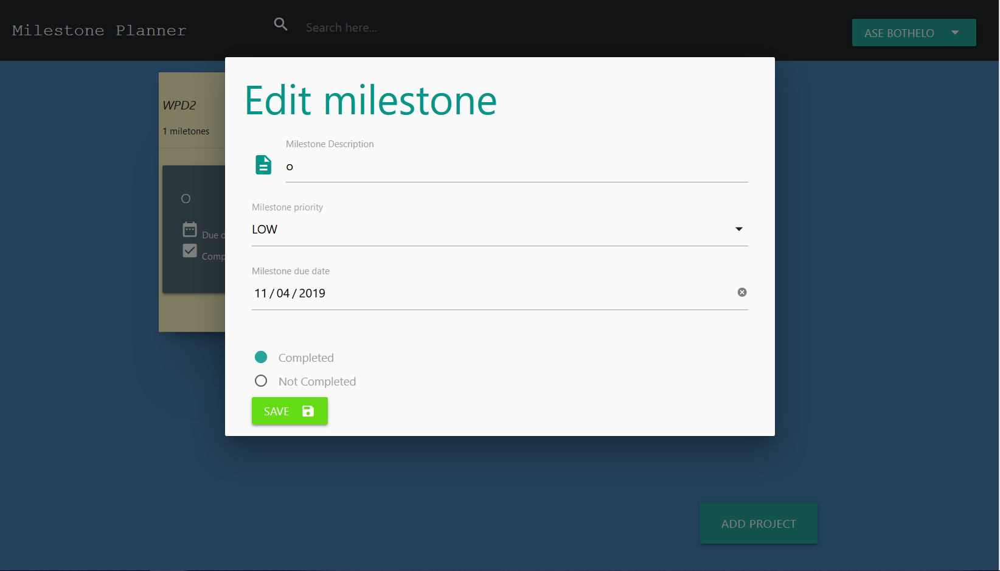 Milestone Planner
Search here...
ASE BOTHELO
WPD2
1 miletones
O
Due d
Comp
Edit milestone
Milestone Description
o
Milestone priority
LOW
Milestone due date
11/04/2019
Completed
Not Completed
SAVE
ADD PROJECT